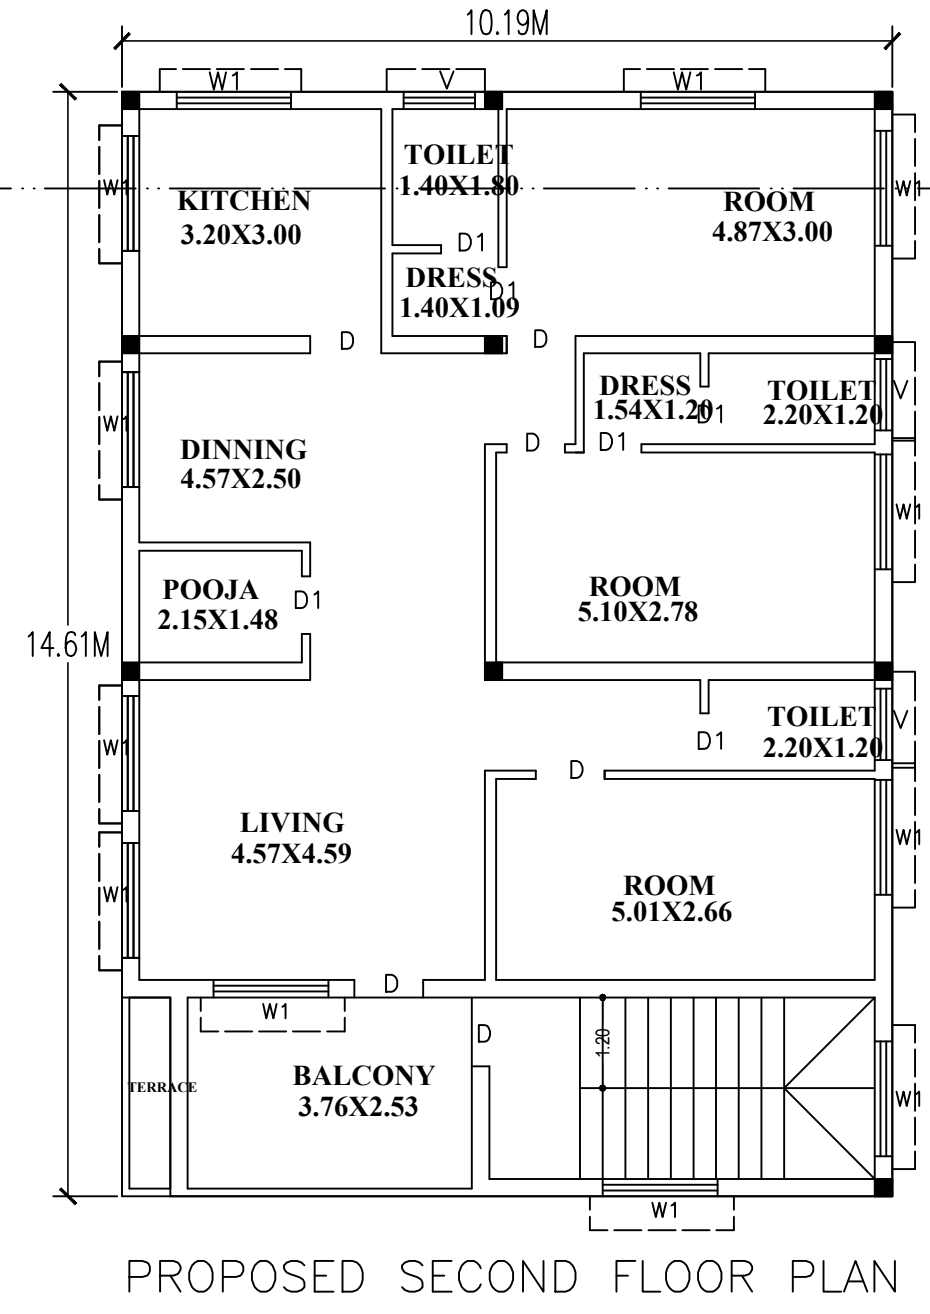 10.19M
W1
V
W1
TOILET
1.40X1.80
W1
KITCHEN
3.20X3.00
ROOM
4.87X3.00
W1
D1
DRESS
1.40X1.09
D1
D
D
DRESS
1.54X1.20
D1
TOILET
2.20X1.20
V
W1
DINNING
4.57X2.50
D
D1
W1
POOJA
2.15X1.48
D1
ROOM
5.10X2.78
14.61M
TOILET
2.20X1.20
V
D1
W1
D
LIVING
4.57X4.59
W1
W1
ROOM
5.01X2.66
D
W1
D
1.20
TERRACE
BALCONY
3.76X2.53
W1
W1
PROPOSED SECOND FLOOR PLAN